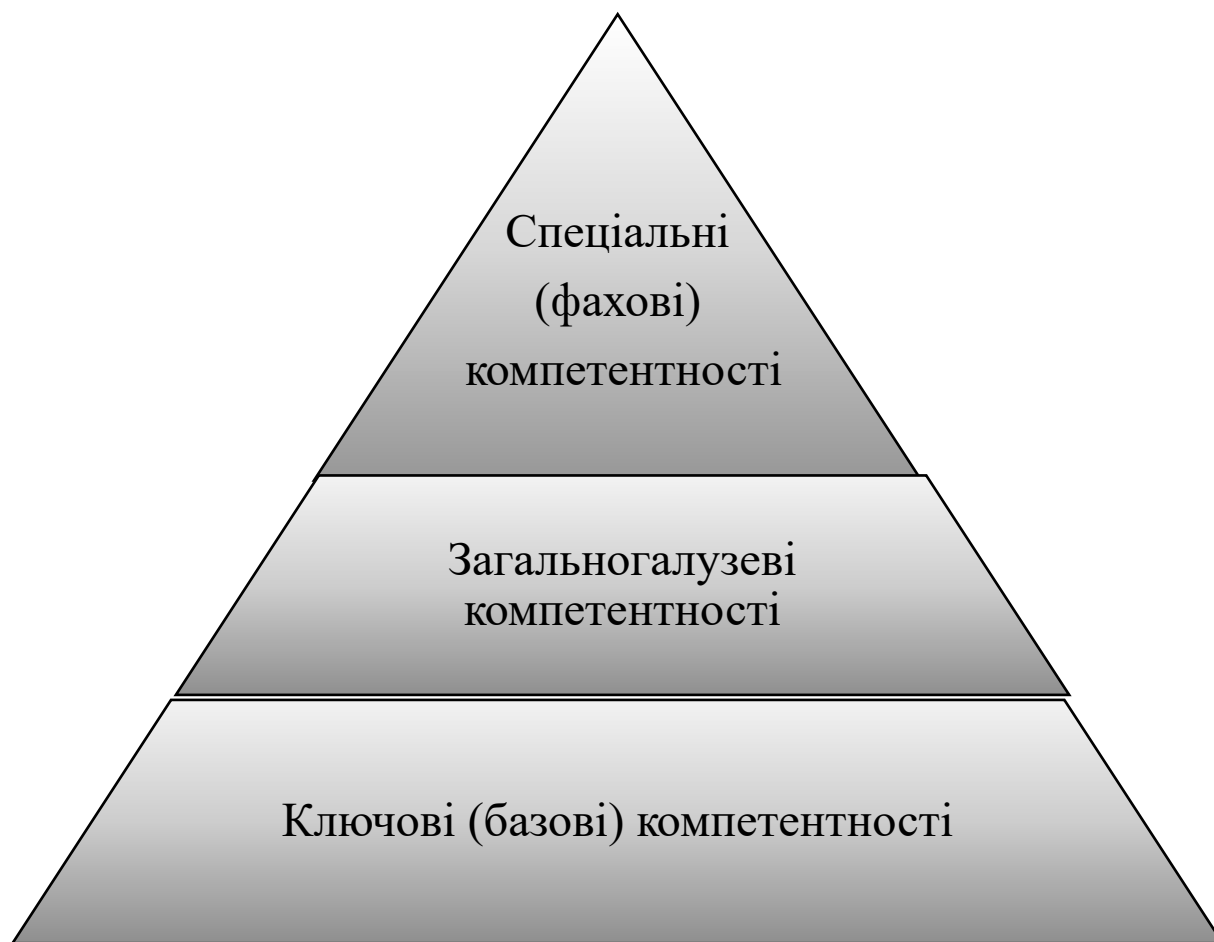 Спеціальні
(фахові)
компетентності
Загальногалузеві
компетентності
Ключові (базові) компетентності